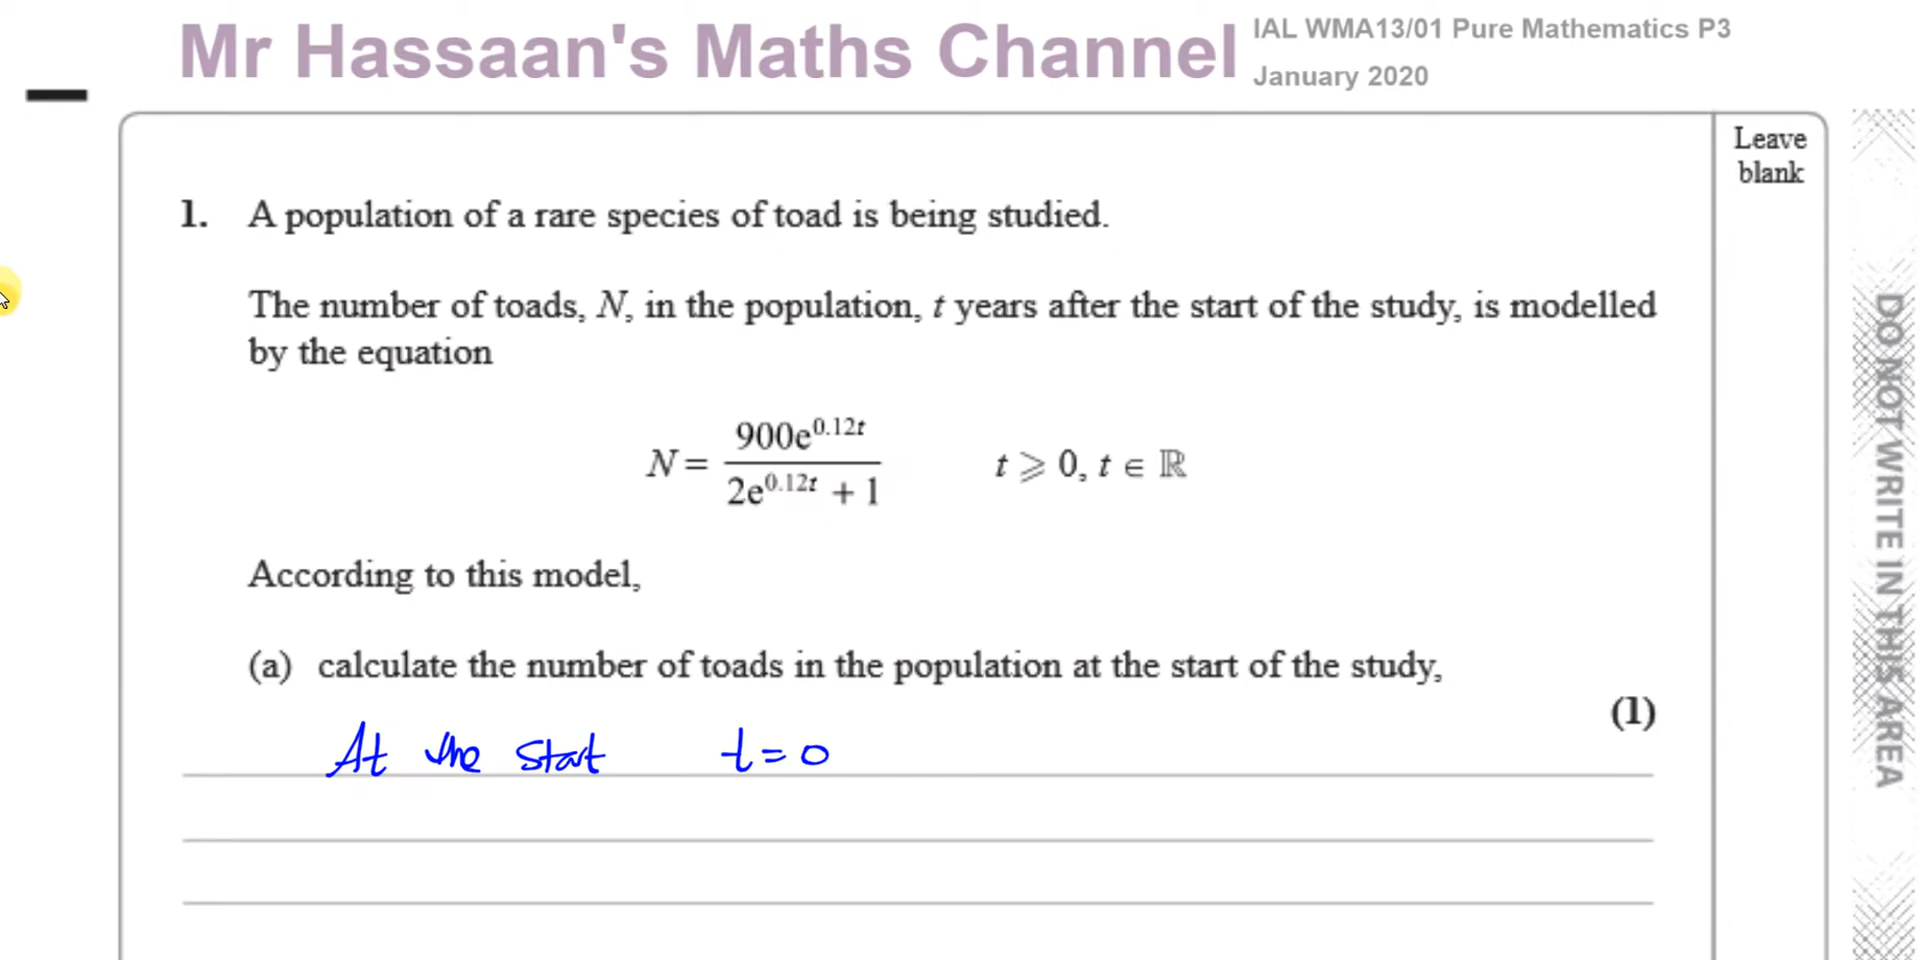 Mr Hassaan's Maths Channel
IAL WMA13/01 Pure Mathematics P3
January 2020
Leave
blank
1. A population of a rare species of toad is being studied.
The number of toads, N, in the population, t years after the start of the study, is modelled
by the equation
N = 900e^{0.12t} / (2e^{0.12t} + 1)   t ⩾ 0, t ∈ ℝ
According to this model,
(a) calculate the number of toads in the population at the start of the study,
(1)
At the start t = 0
DO NOT WRITE IN THIS AREA